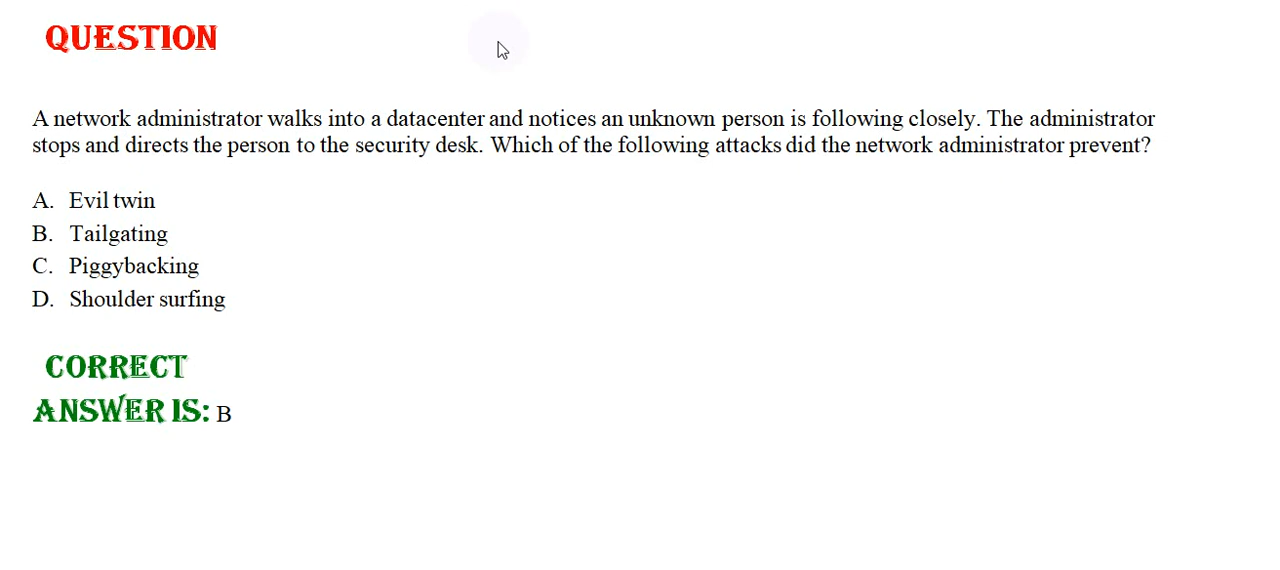 QUESTION
A network administrator walks into a datacenter and notices an unknown person is following closely. The administrator
stops and directs the person to the security desk. Which of the following attacks did the network administrator prevent?
A. Evil twin
B. Tailgating
C. Piggybacking
D. Shoulder surfing
CORRECT
ANSWER IS: B